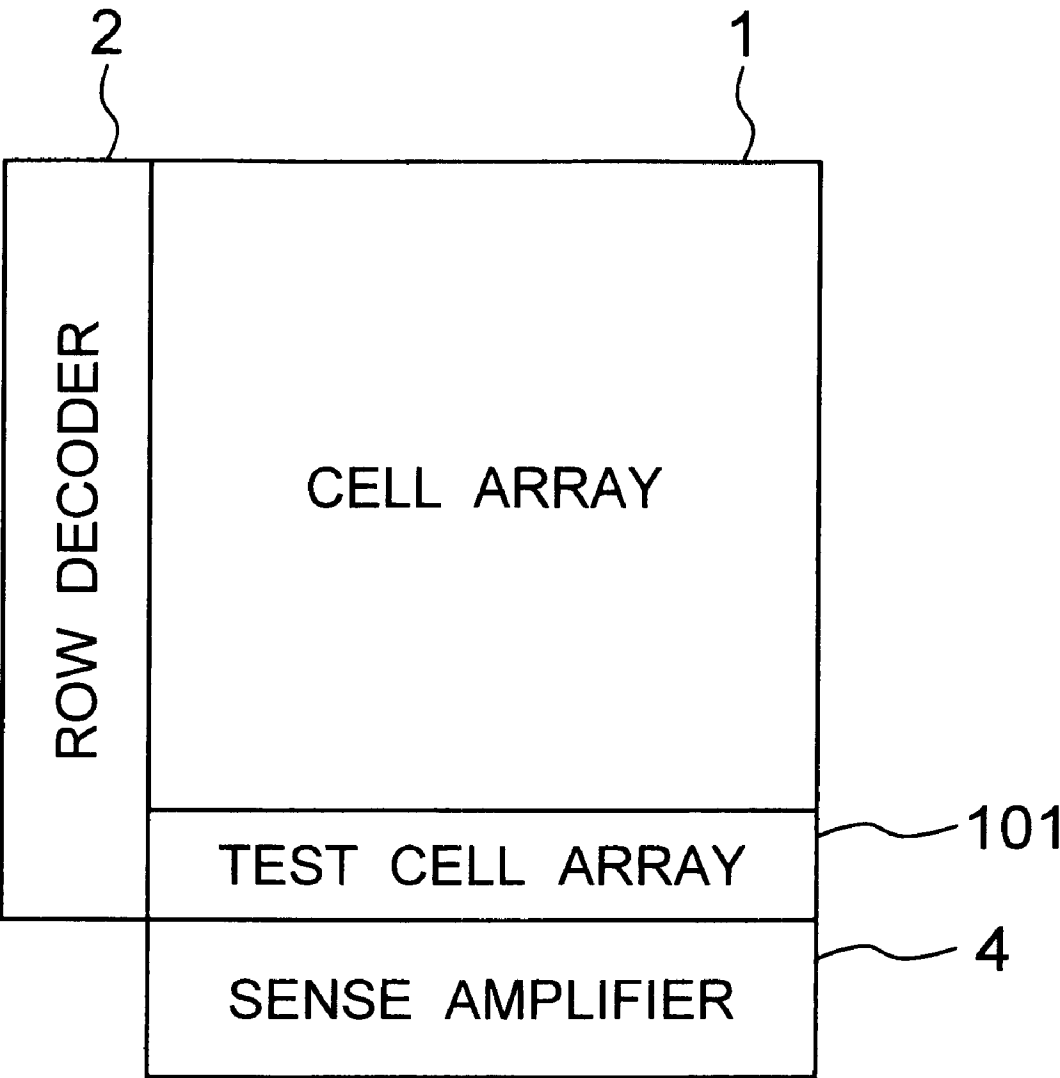 2
1
ROW DECODER
CELL ARRAY
TEST CELL ARRAY
101
SENSE AMPLIFIER
4